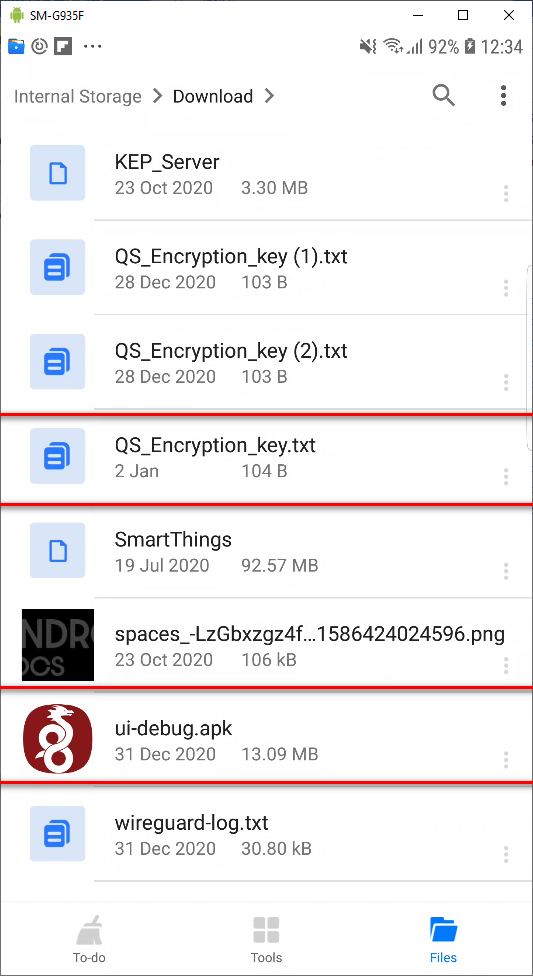 SM-G935F
92% 12:34
Internal Storage > Download >
KEP_Server
23 Oct 2020 3.30 MB
QS_Encryption_key (1).txt
28 Dec 2020 103 B
QS_Encryption_key (2).txt
28 Dec 2020 103 B
QS_Encryption_key.txt
2 Jan 104 B
SmartThings
19 Jul 2020 92.57 MB
NDRO
OCS
spaces_-LzGbxzgz4f...1586424024596.png
23 Oct 2020 106 kB
ui-debug.apk
31 Dec 2020 13.09 MB
wireguard-log.txt
31 Dec 2020 30.80 kB
To-do Tools Files